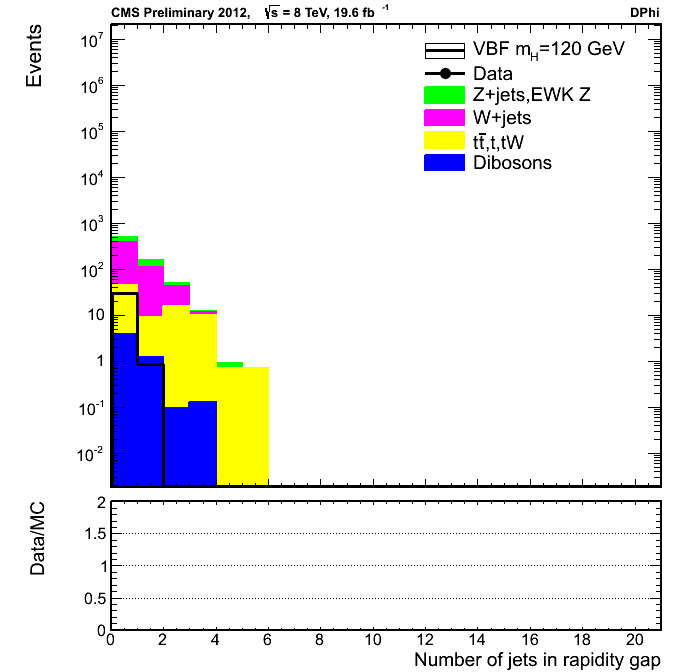 CMS Preliminary 2012, √s = 8 TeV, 19.6 fb⁻¹ DPhi
Events
VBF m_H=120 GeV
Data
Z+jets,EWK Z
W+jets
tt̄,t,tW
Dibosons
10⁷
10⁶
10⁵
10⁴
10³
10²
10
1
10⁻¹
10⁻²
Data/MC
2
1.5
1
0.5
0
0 2 4 6 8 10 12 14 16 18 20
Number of jets in rapidity gap